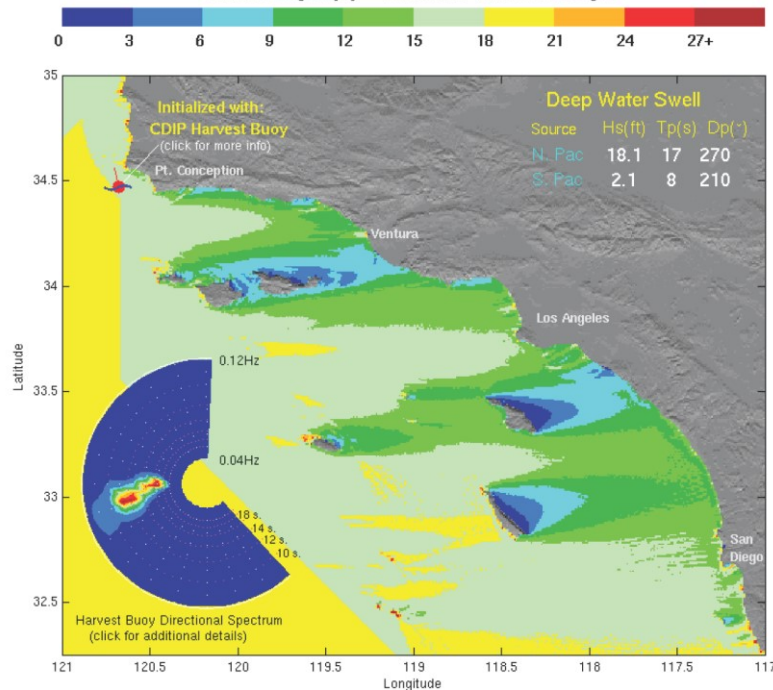 0 3 6 9 12 15 18 21 24 27+
35
34.5
34
33.5
33
32.5
Latitude
Initialized with:
CDIP Harvest Buoy
(click for more info)
Pt. Conception
Deep Water Swell
Source Hs(ft) Tp(s) Dp(˘)
N. Pac 18.1 17 270
S. Pac 2.1 8 210
Ventura
Los Angeles
San
Diego
0.12Hz
0.04Hz
18 s.
14 s.
12 s.
10 s.
Harvest Buoy Directional Spectrum
(click for additional details)
121 120.5 120 119.5 119 118.5 118 117.5 117
Longitude